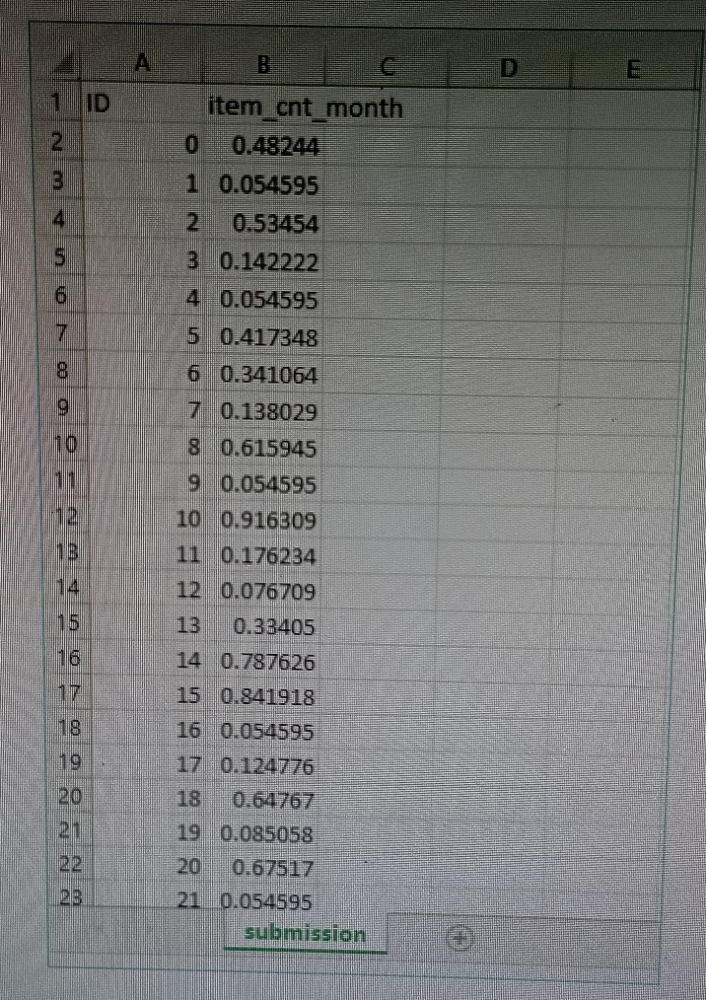 A B C D E
1 ID item_cnt_month
2 0 0.48244
3 1 0.054595
4 2 0.53454
5 3 0.142222
6 4 0.054595
7 5 0.417348
8 6 0.341064
9 7 0.138029
10 8 0.615945
11 9 0.054595
12 10 0.916309
13 11 0.176234
14 12 0.076709
15 13 0.33405
16 14 0.787626
17 15 0.841918
18 16 0.054595
19 17 0.124776
20 18 0.64767
21 19 0.085058
22 20 0.67517
23 21 0.054595
submission